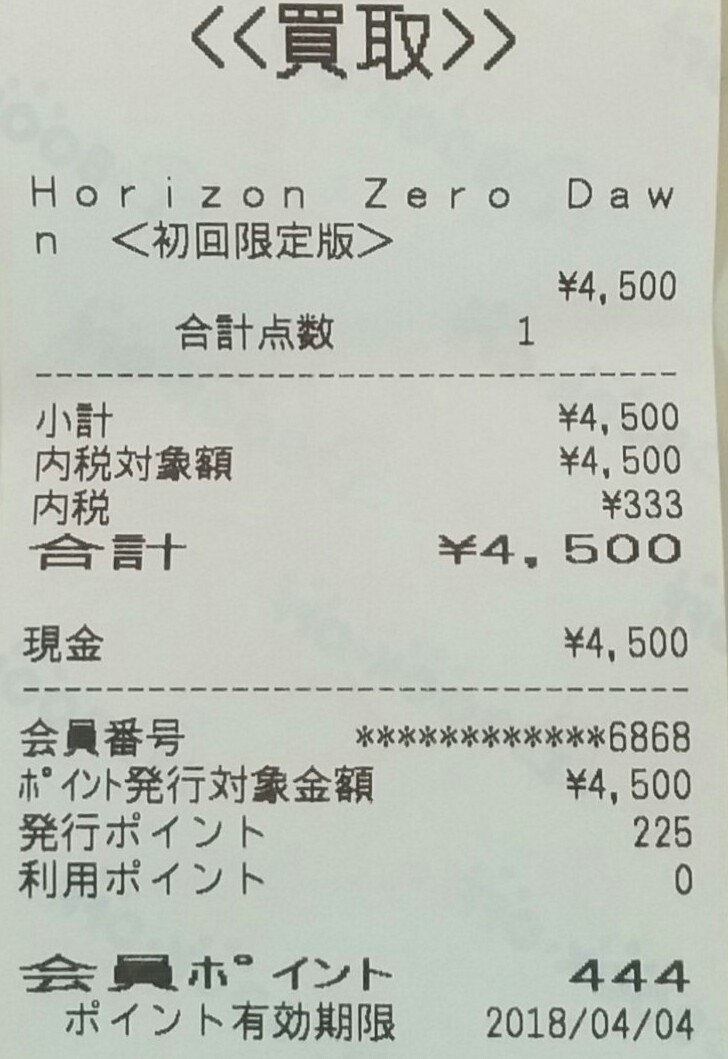 <<買取>>
Horizon Zero Daw
n <初回限定版>
¥4,500
合計点数 1
小計 ¥4,500
内税対象額 ¥4,500
内税 ¥333
合計 ¥4,500
現金 ¥4,500
会員番号 ************6868
ポイント発行対象金額 ¥4,500
発行ポイント 225
利用ポイント 0
会員ポイント 444
ポイント有効期限 2018/04/04